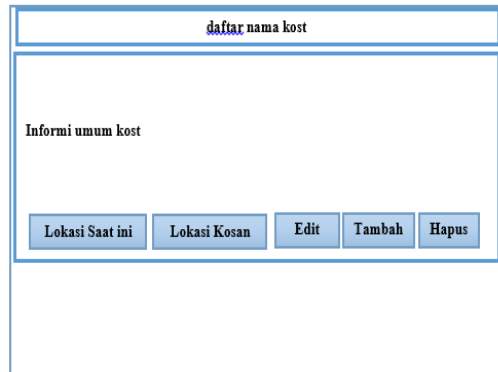 daftar nama kost
Informi umum kost
Lokasi Saat ini Lokasi Kosan Edit Tambah Hapus